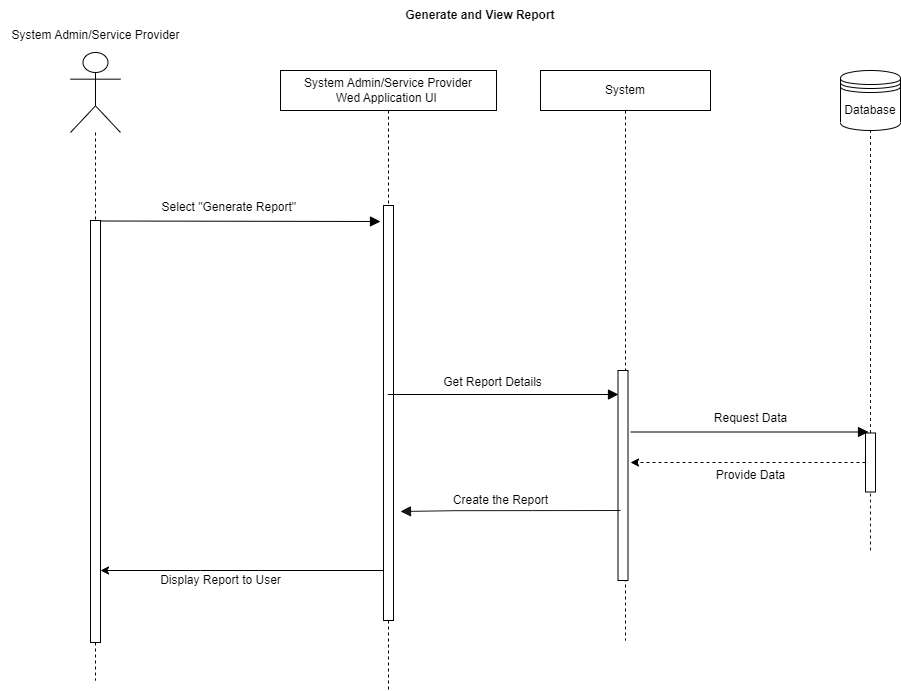 Generate and View Report
System Admin/Service Provider
System Admin/Service Provider
Wed Application UI
System
Database
Select "Generate Report"
Get Report Details
Request Data
Provide Data
Create the Report
Display Report to User